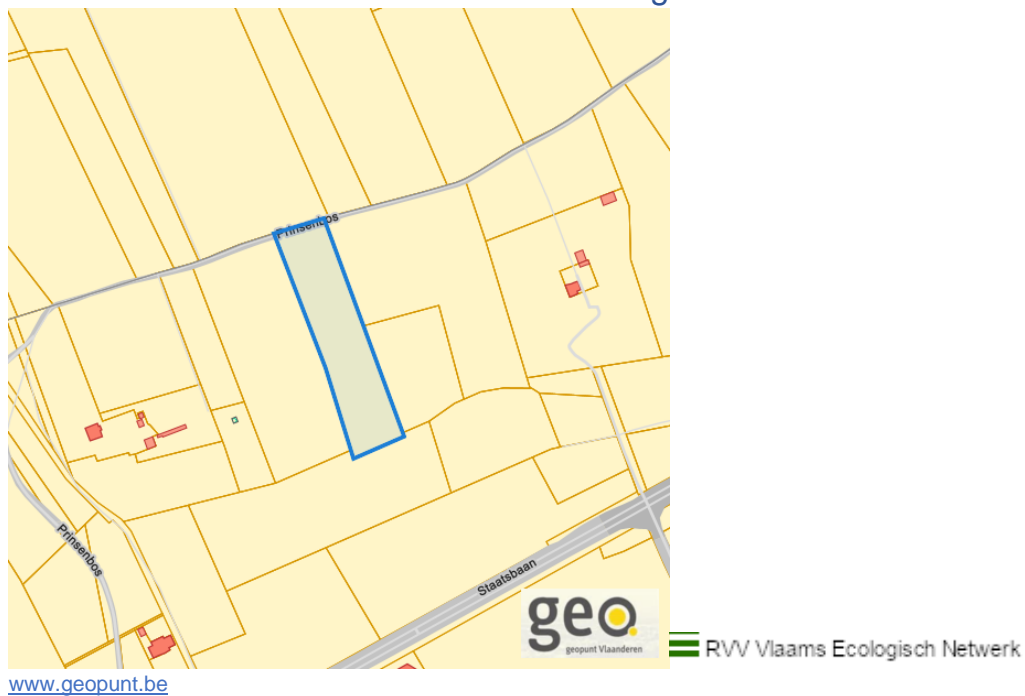 Prinsenbos
Prinsenbos
Staatsbaan
geo.
geopunt Vlaanderen
RVV Vlaams Ecologisch Netwerk
www.geopunt.be